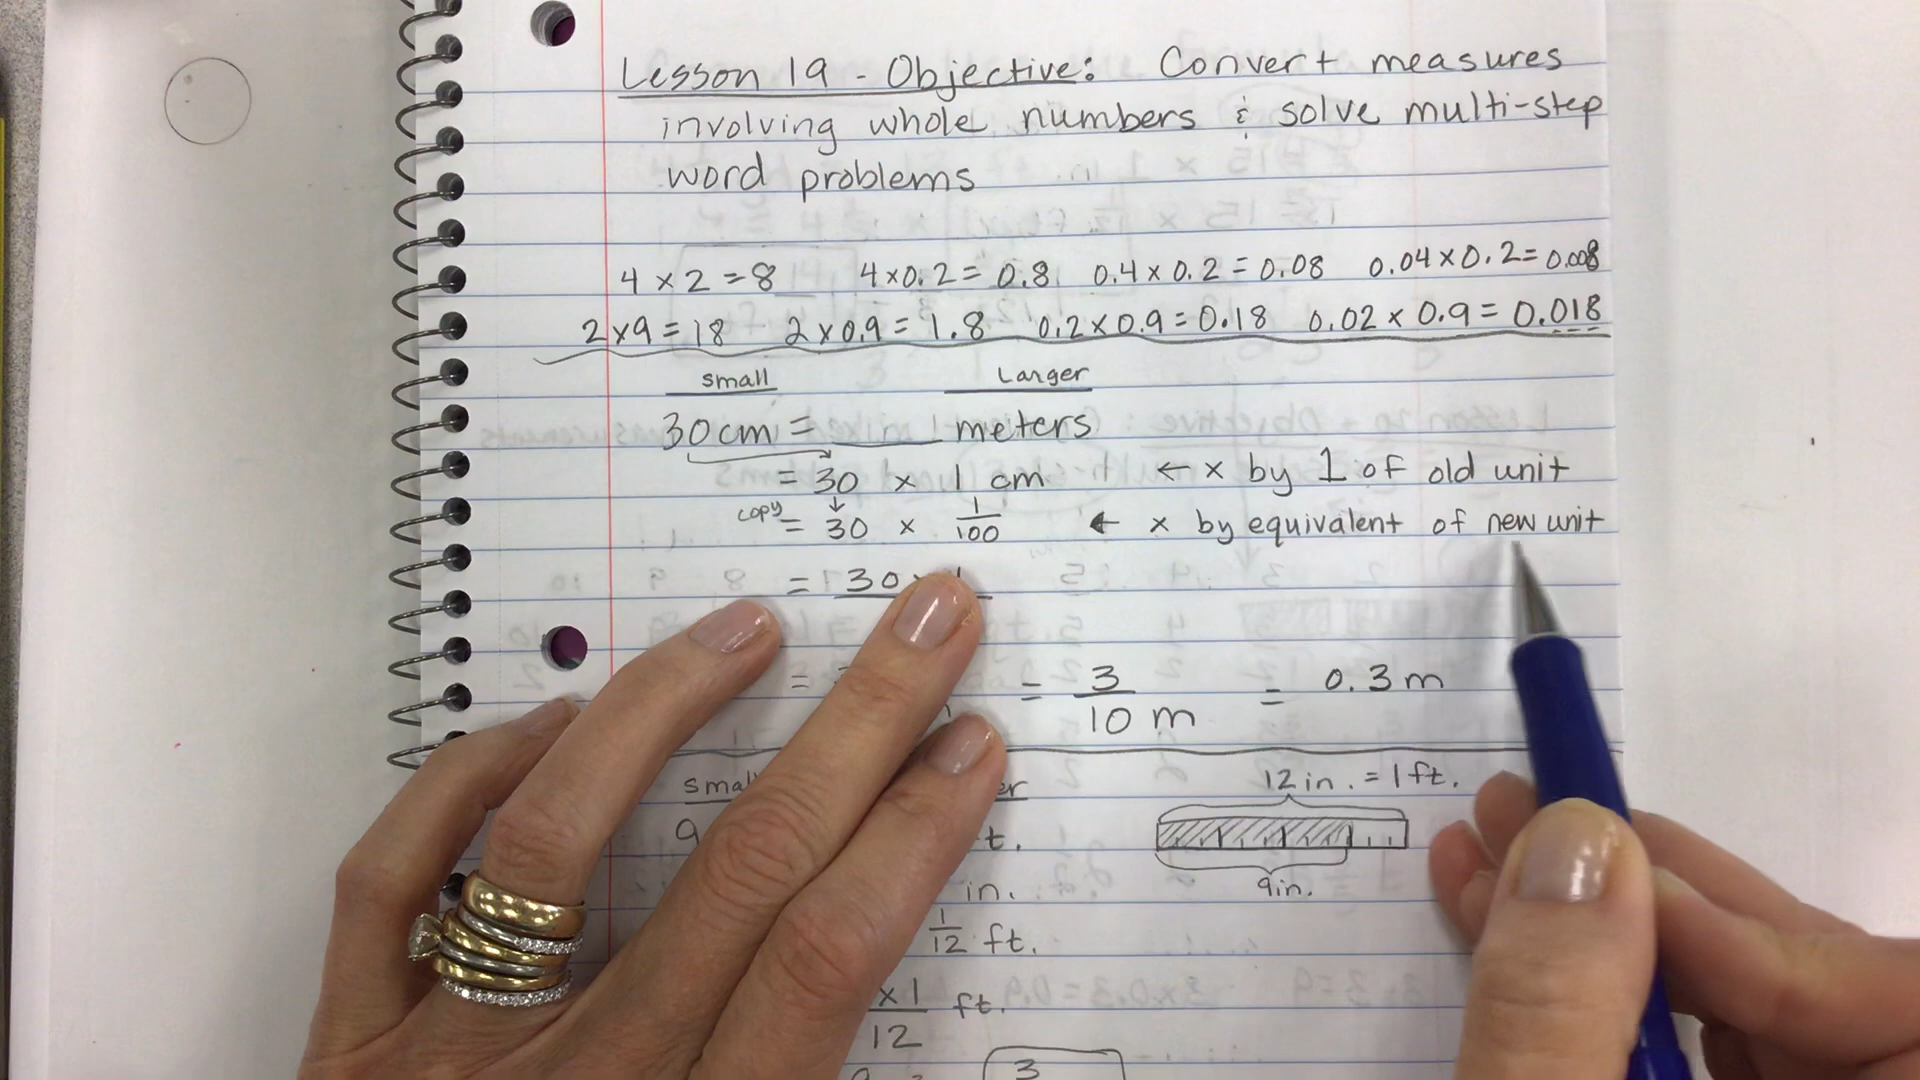 Lesson 19 - Objective: Convert measures
involving whole numbers & solve multi-step
word problems
4 × 2 = 8 4×0.2 = 0.8 0.4 × 0.2 = 0.08 0.04 × 0.2 = 0.008
2 × 9 = 18 2 × 0.9 = 1.8 0.2 × 0.9 = 0.18 0.02 × 0.9 = 0.018
small Larger
30cm = ____ meters
= 30 × 1 cm ← × by 1 of old unit
copy = 30 × 1/100 ← × by equivalent of new unit
= 30
= = 3/10 m = 0.3 m
12 in. = 1 ft.
9 t.
9in.
in.
1/12 ft.
×1/12 ft.
3